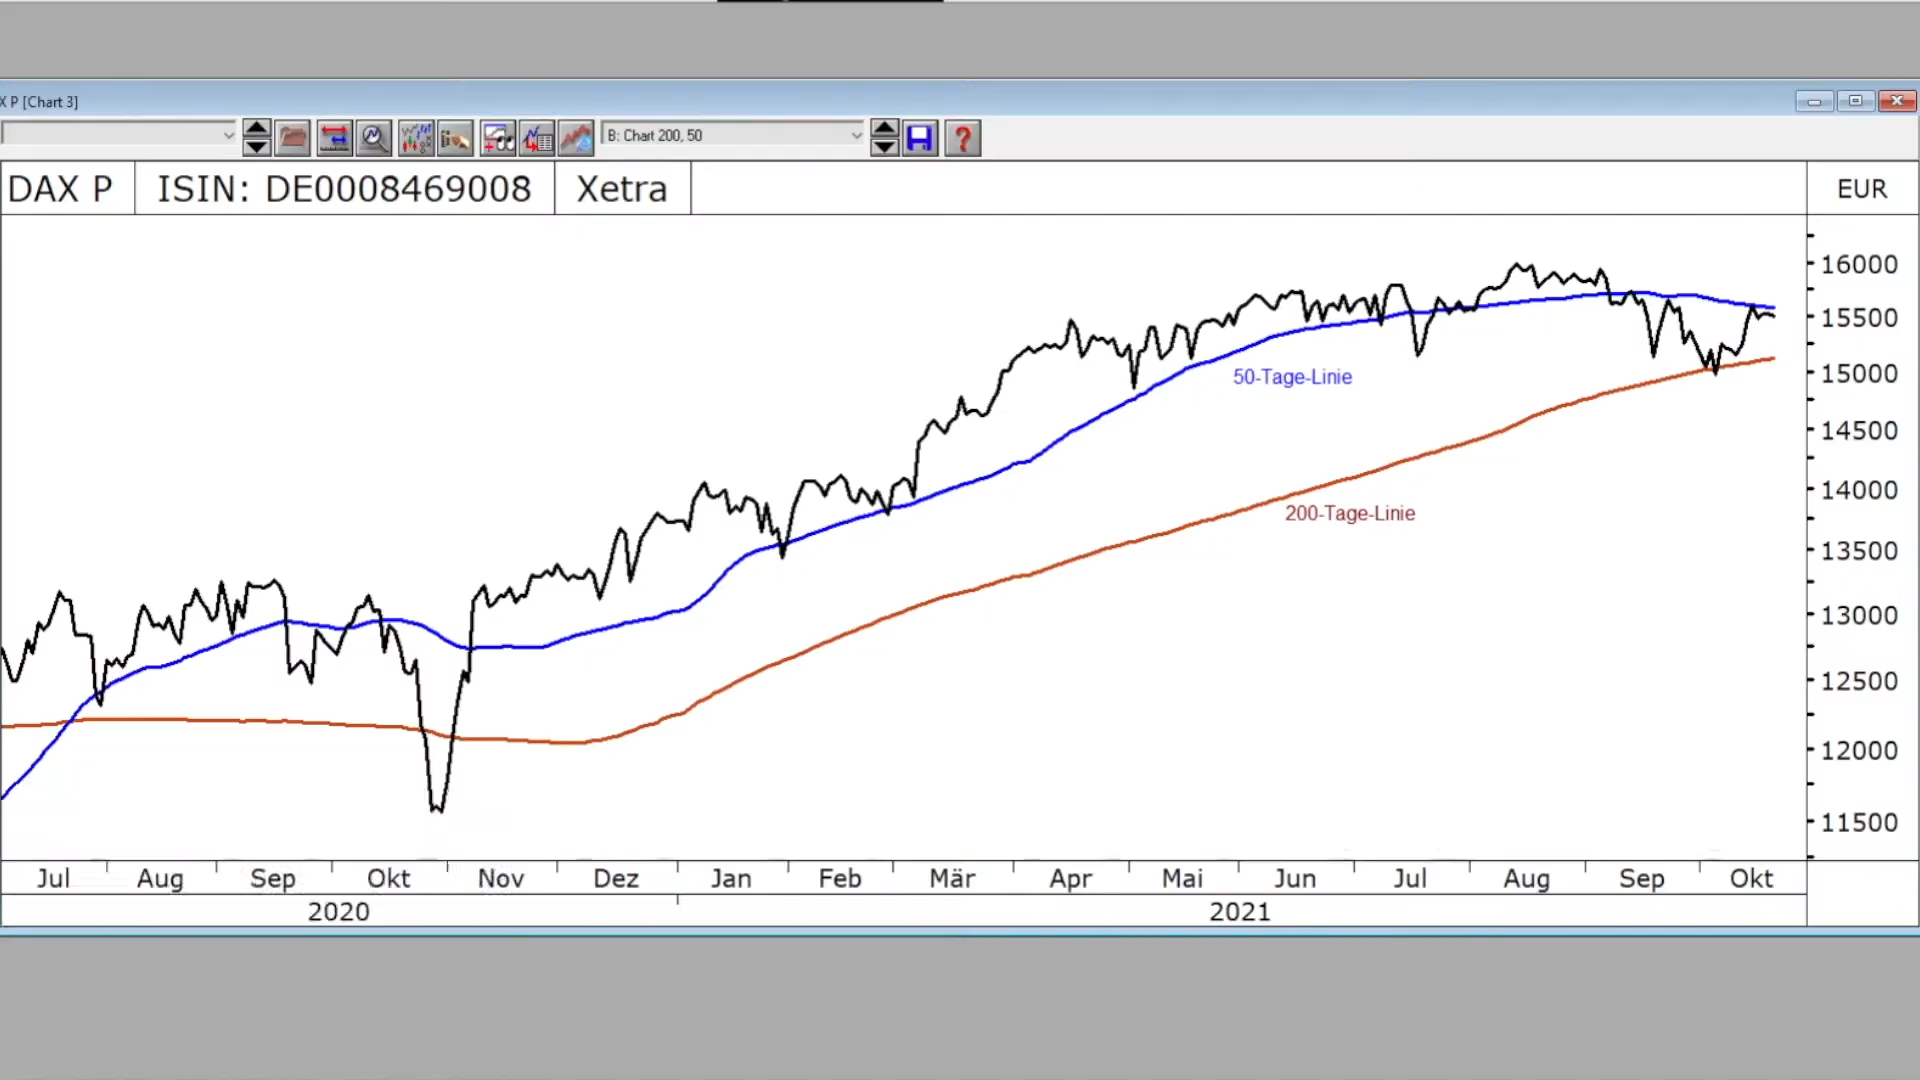 X P [Chart 3]
B: Chart 200, 50
DAX P ISIN: DE0008469008 Xetra EUR
16000
15500
15000
14500
14000
13500
13000
12500
12000
11500
50-Tage-Linie
200-Tage-Linie
Jul Aug Sep Okt Nov Dez Jan Feb Mär Apr Mai Jun Jul Aug Sep Okt
2020 2021